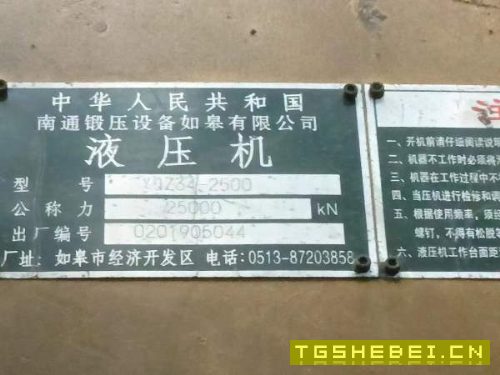 中华人民共和国
南通锻压设备如皋有限公司
液压机
型 号 YQZ34-2500
公称力 25000 kN
出厂编号 0201905044
厂址: 如皋市经济开发区 电话: 0513-87203858
注
一、开机前请仔细阅读说明
二、机器不工作时必须将
三、机器在工作过程中不
四、当压机进行检修和调
五、根据使用频率，须
螺钉，不得有松脱
六、液压机工作台面距
TGSHEBEI.CN